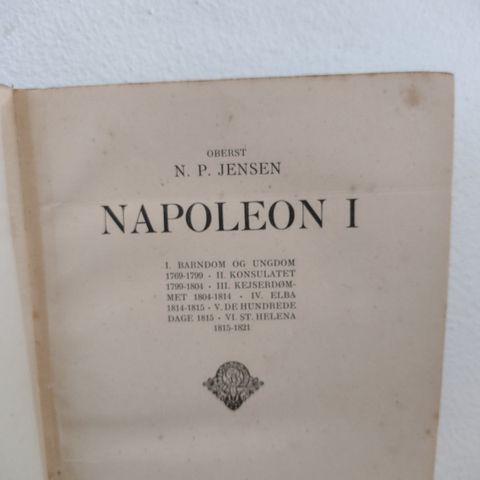 OBERST
N. P. JENSEN
NAPOLEON I
I. BARNDOM OG UNGDOM
1769-1799 · II. KONSULATET
1799-1804 · III. KEJSERDØM-
MET 1804-1814 · IV. ELBA
1814-1815 · V. DE HUNDREDE
DAGE 1815 · VI. ST. HELENA
1815-1821